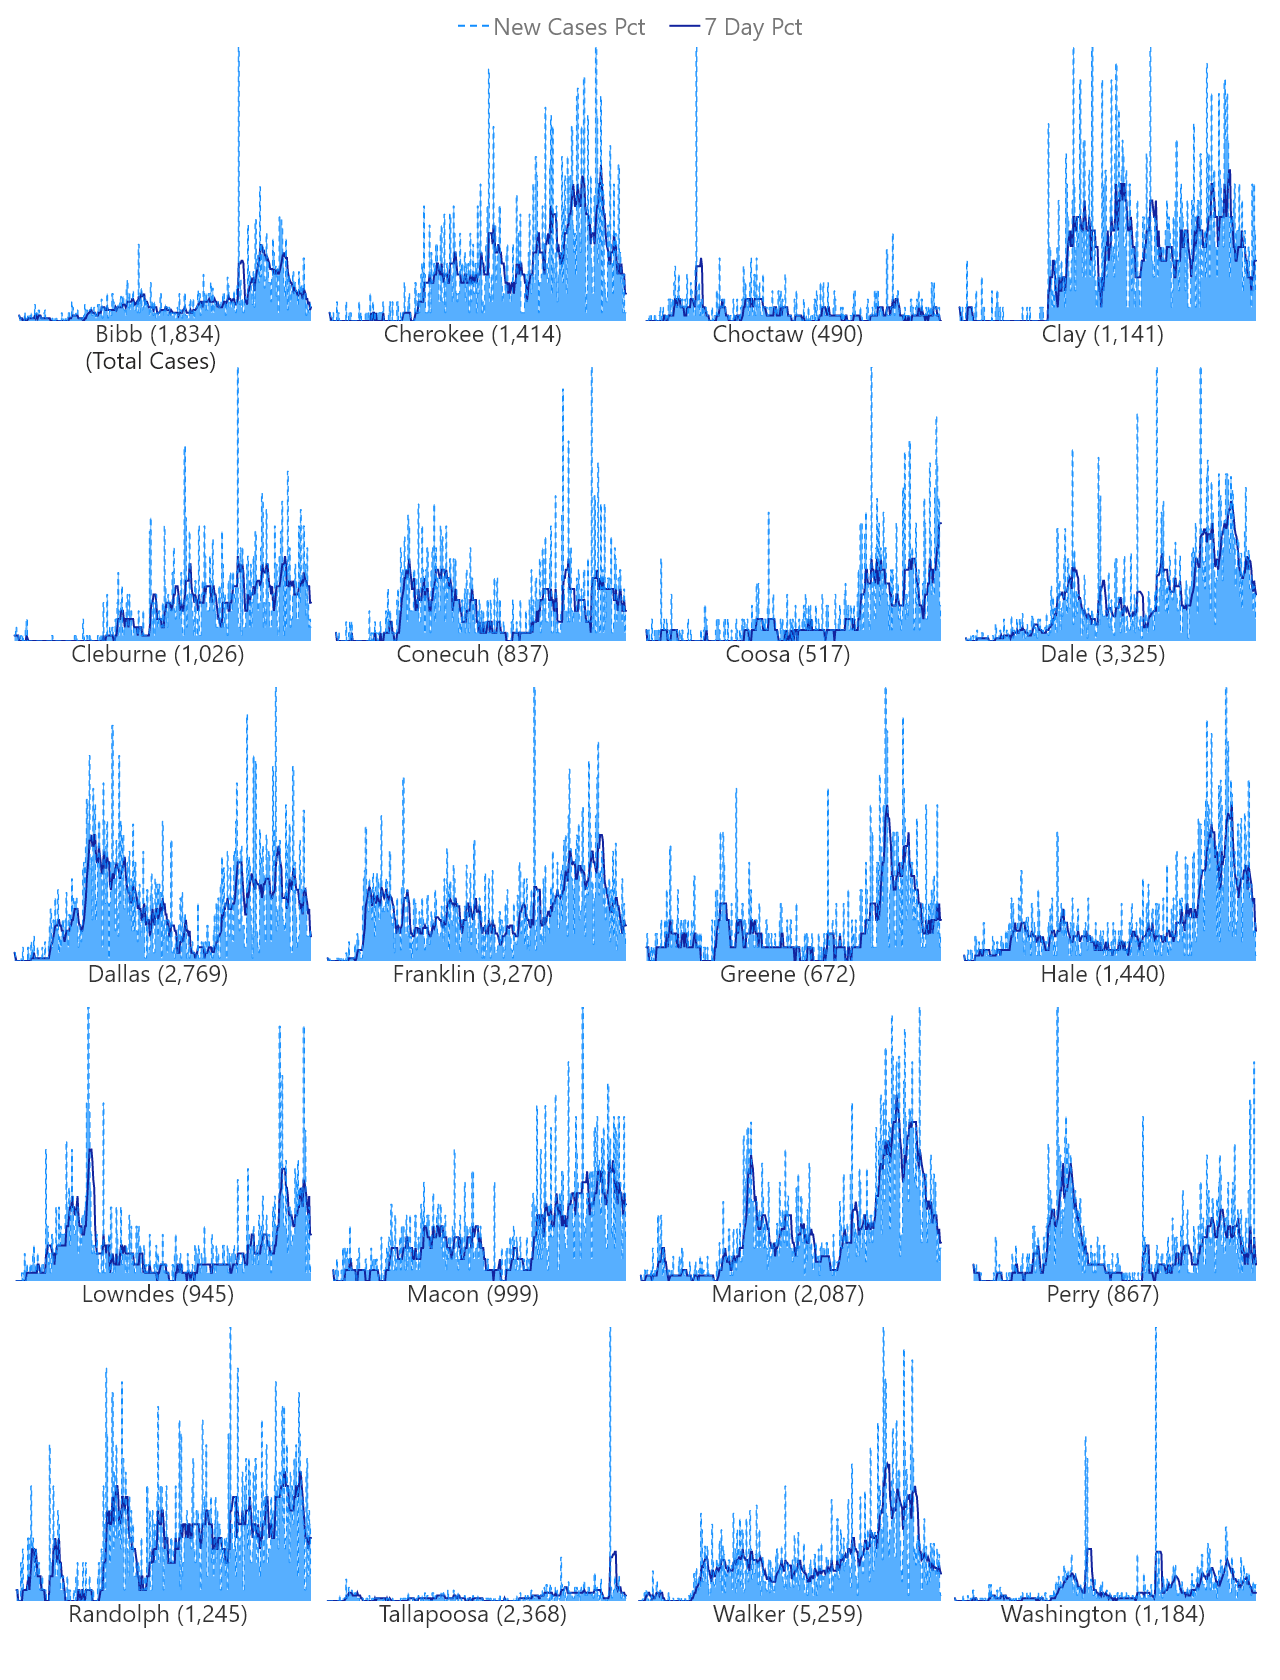 New Cases Pct 7 Day Pct
Bibb (1,834) Cherokee (1,414) Choctaw (490) Clay (1,141)
(Total Cases)
Cleburne (1,026) Conecuh (837) Coosa (517) Dale (3,325)
Dallas (2,769) Franklin (3,270) Greene (672) Hale (1,440)
Lowndes (945) Macon (999) Marion (2,087) Perry (867)
Randolph (1,245) Tallapoosa (2,368) Walker (5,259) Washington (1,184)